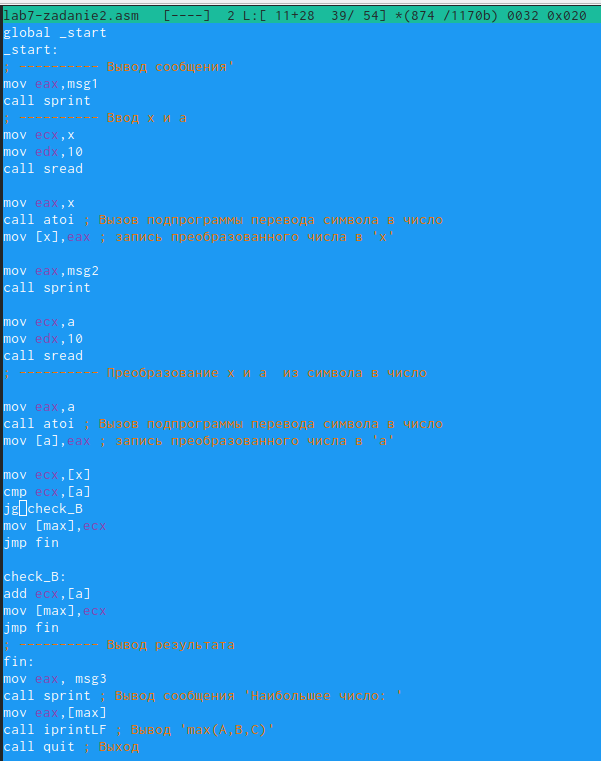 lab7-zadanie2.asm   [----]  2 L:[ 11+28  39/ 54] *(874 /1170b) 0032 0x020
global _start
_start:
; ---------- Вывод сообщения'
mov eax,msg1
call sprint
; ---------- Ввод x и a
mov ecx,x
mov edx,10
call sread
mov eax,x
call atoi ; Вызов подпрограммы перевода символа в число
mov [x],eax ; запись преобразованного числа в 'x'
mov eax,msg2
call sprint
mov ecx,a
mov edx,10
call sread
; ---------- Преобразование x и a  из символа в число
mov eax,a
call atoi ; Вызов подпрограммы перевода символа в число
mov [a],eax ; запись преобразованного числа в 'a'
mov ecx,[x]
cmp ecx,[a]
jg check_B
mov [max],ecx
jmp fin
check_B:
add ecx,[a]
mov [max],ecx
jmp fin
; ---------- Вывод результата
fin:
mov eax, msg3
call sprint ; Вывод сообщения 'Наибольшее число: '
mov eax,[max]
call iprintLF ; Вывод 'max(A,B,C)'
call quit ; Выход